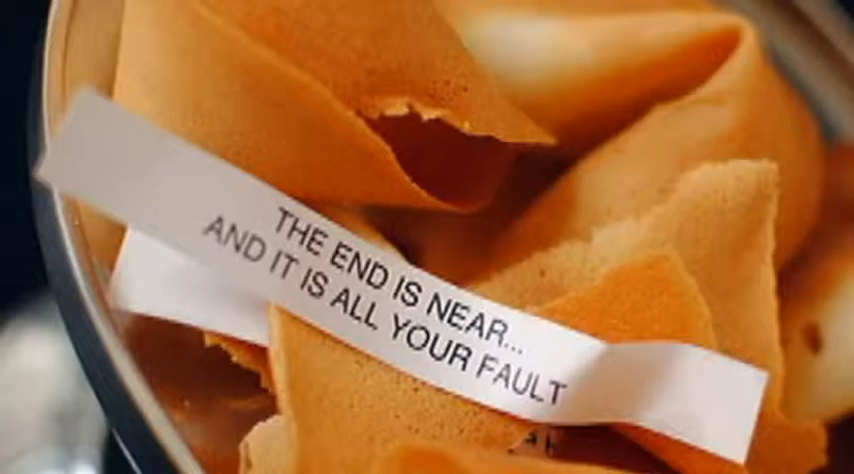 THE END IS NEAR...
AND IT IS ALL YOUR FAULT